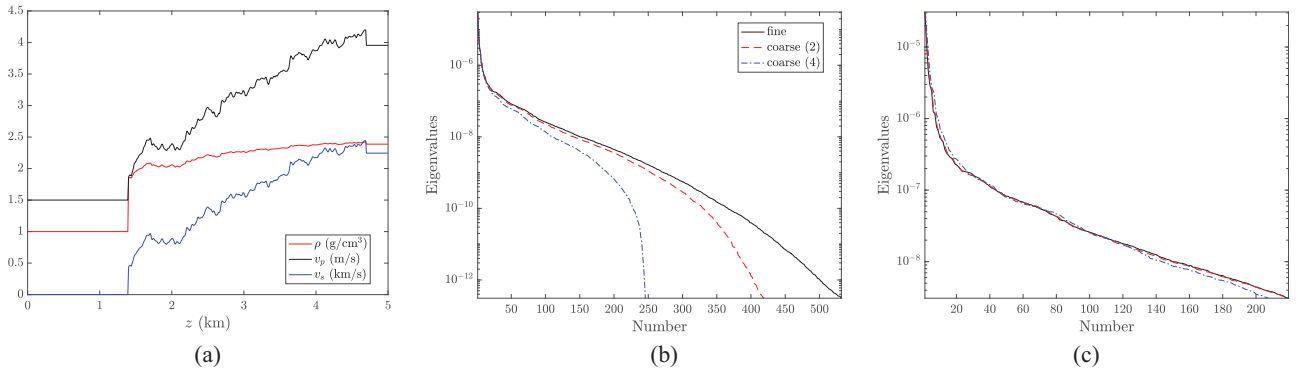 4.5
4
3.5
3
2.5
2
1.5
1
0.5
0
0 1 2 3 4 5
z (km)
ρ (g/cm³)
v_p (m/s)
v_s (km/s)
(a)
Eigenvalues
10⁻⁶
10⁻⁸
10⁻¹⁰
10⁻¹²
50 100 150 200 250 300 350 400 450 500
Number
fine
coarse (2)
coarse (4)
(b)
Eigenvalues
10⁻⁵
10⁻⁶
10⁻⁷
10⁻⁸
20 40 60 80 100 120 140 160 180 200
Number
(c)